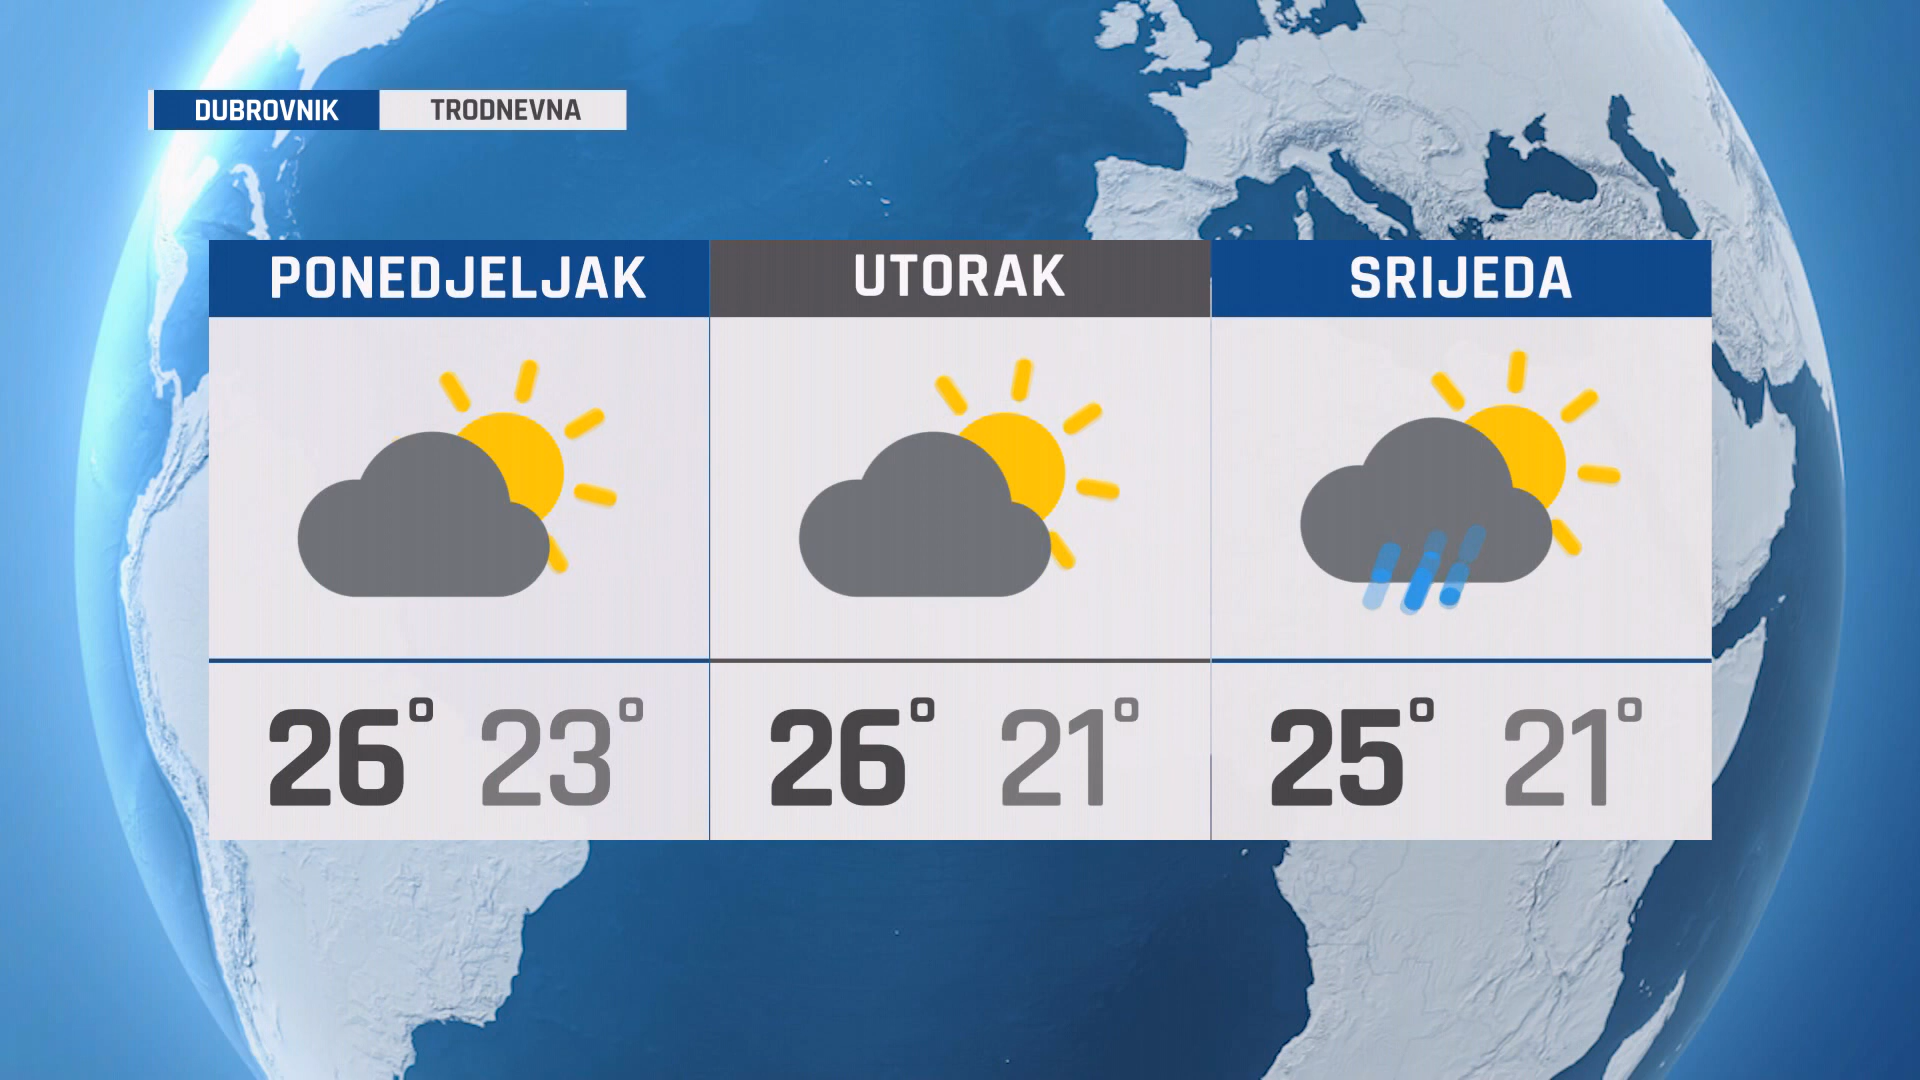 DUBROVNIK TRODNEVNA
PONEDJELJAK UTORAK SRIJEDA
26° 23° 26° 21° 25° 21°